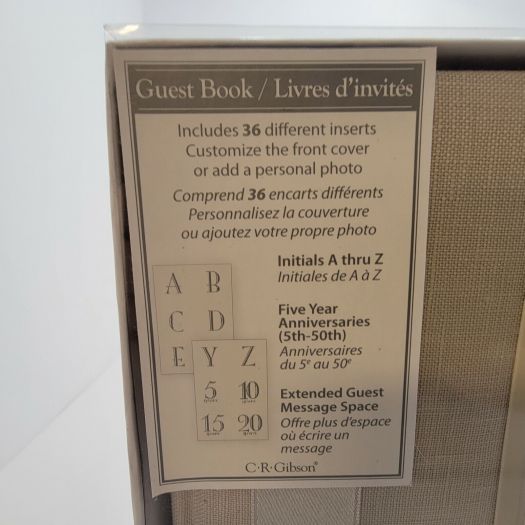 Guest Book / Livres d'invités
Includes 36 different inserts
Customize the front cover
or add a personal photo
Comprend 36 encarts différents
Personnalisez la couverture
ou ajoutez votre propre photo
Initials A thru Z
Initiales de A à Z
A B
C D
E Y Z
5 10
15 20
Five Year
Anniversaries
(5th-50th)
Anniversaires
du 5e au 50e
Extended Guest
Message Space
Offre plus d'espace
où écrire un
message
C·R·Gibson®